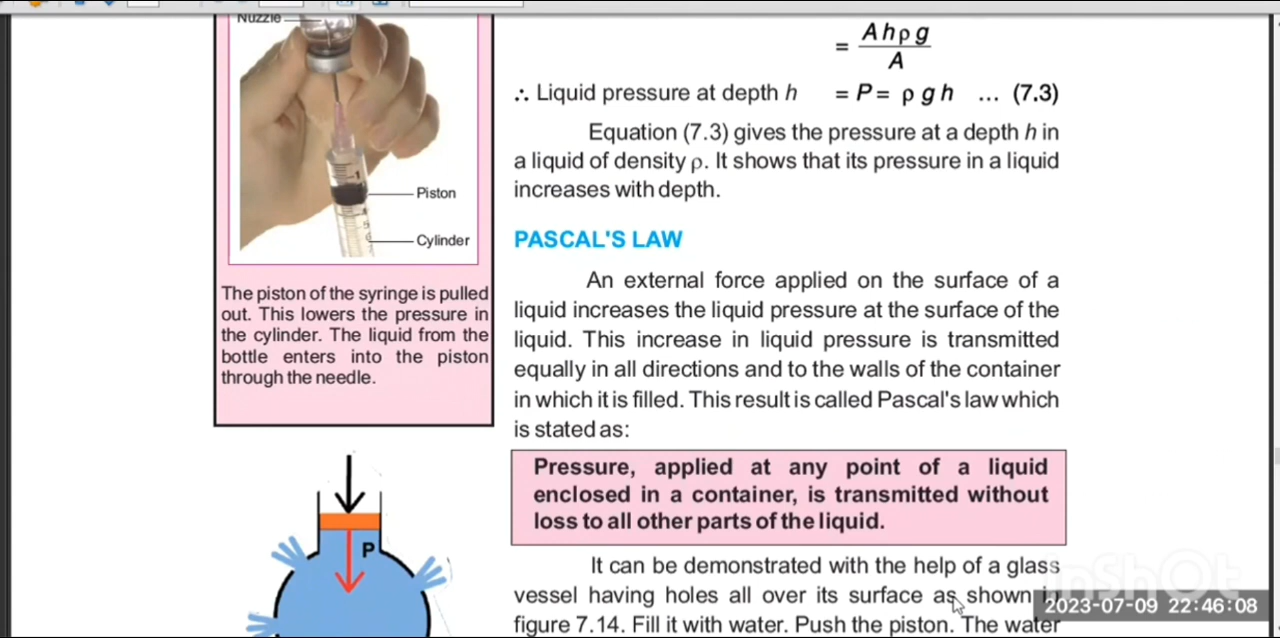 Nuzzle
Piston
Cylinder
The piston of the syringe is pulled
out. This lowers the pressure in
the cylinder. The liquid from the
bottle enters into the piston
through the needle.
P
= Ahρg
A
∴ Liquid pressure at depth h = P = ρ g h ... (7.3)
Equation (7.3) gives the pressure at a depth h in
a liquid of density ρ. It shows that its pressure in a liquid
increases with depth.
PASCAL'S LAW
An external force applied on the surface of a
liquid increases the liquid pressure at the surface of the
liquid. This increase in liquid pressure is transmitted
equally in all directions and to the walls of the container
in which it is filled. This result is called Pascal's law which
is stated as:
Pressure, applied at any point of a liquid
enclosed in a container, is transmitted without
loss to all other parts of the liquid.
It can be demonstrated with the help of a glass
vessel having holes all over its surface as shown
figure 7.14. Fill it with water. Push the piston. The water
InShOt
2023-07-09 22:46:08